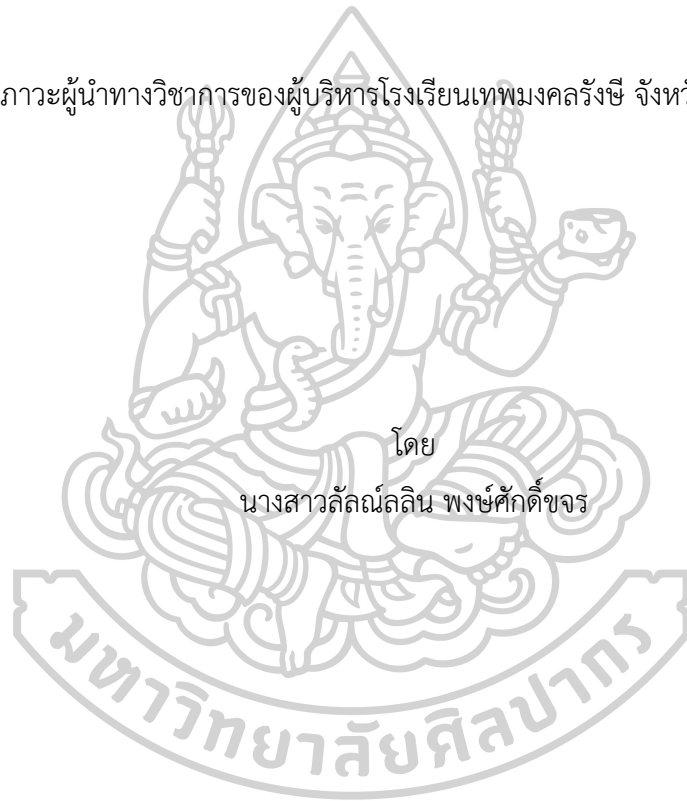 ภาวะผู้นำทางวิชาการของผู้บริหารโรงเรียนเทพมงคลรังษี
โดย
นางสาวลัลณ์ลลิน พงษ์ศักดิ์ขจร
มหาวิทยาลัยศิลปากร